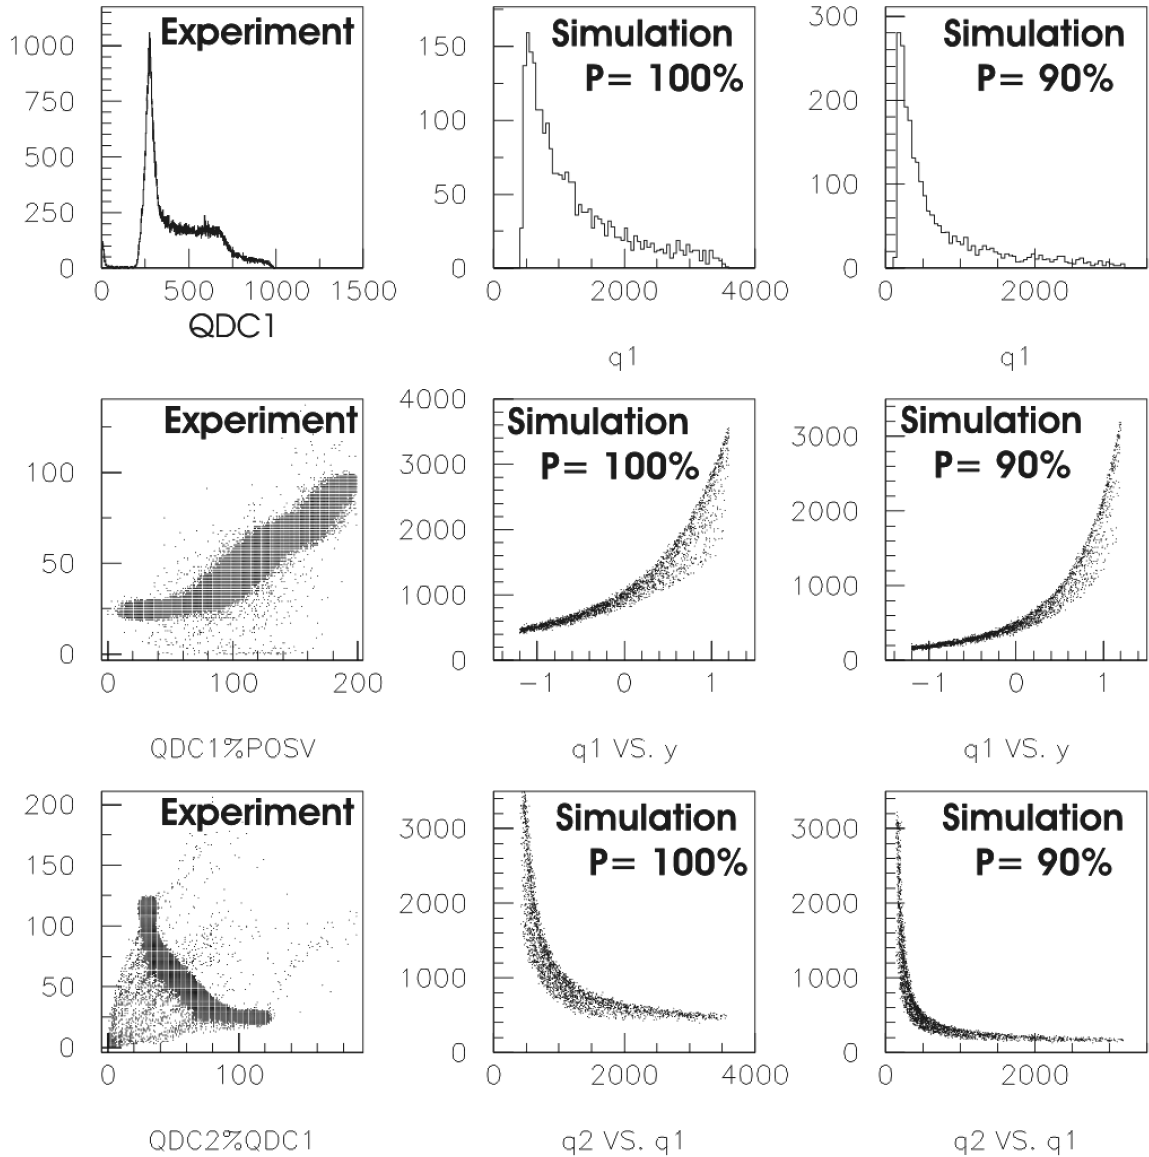 Experiment
1000
750
500
250
0
0 500 1000 1500
QDC1
Simulation
P= 100%
150
100
50
0
0 2000 4000
q1
Simulation
P= 90%
300
200
100
0
0 2000
q1
Experiment
100
50
0
0 100 200
QDC1%POSV
Simulation
P= 100%
4000
3000
2000
1000
0
−1 0 1
q1 VS. y
Simulation
P= 90%
3000
2000
1000
0
−1 0 1
q1 VS. y
Experiment
200
150
100
50
0
0 100
QDC2%QDC1
Simulation
P= 100%
3000
2000
1000
0
0 2000 4000
q2 VS. q1
Simulation
P= 90%
3000
2000
1000
0
0 2000
q2 VS. q1